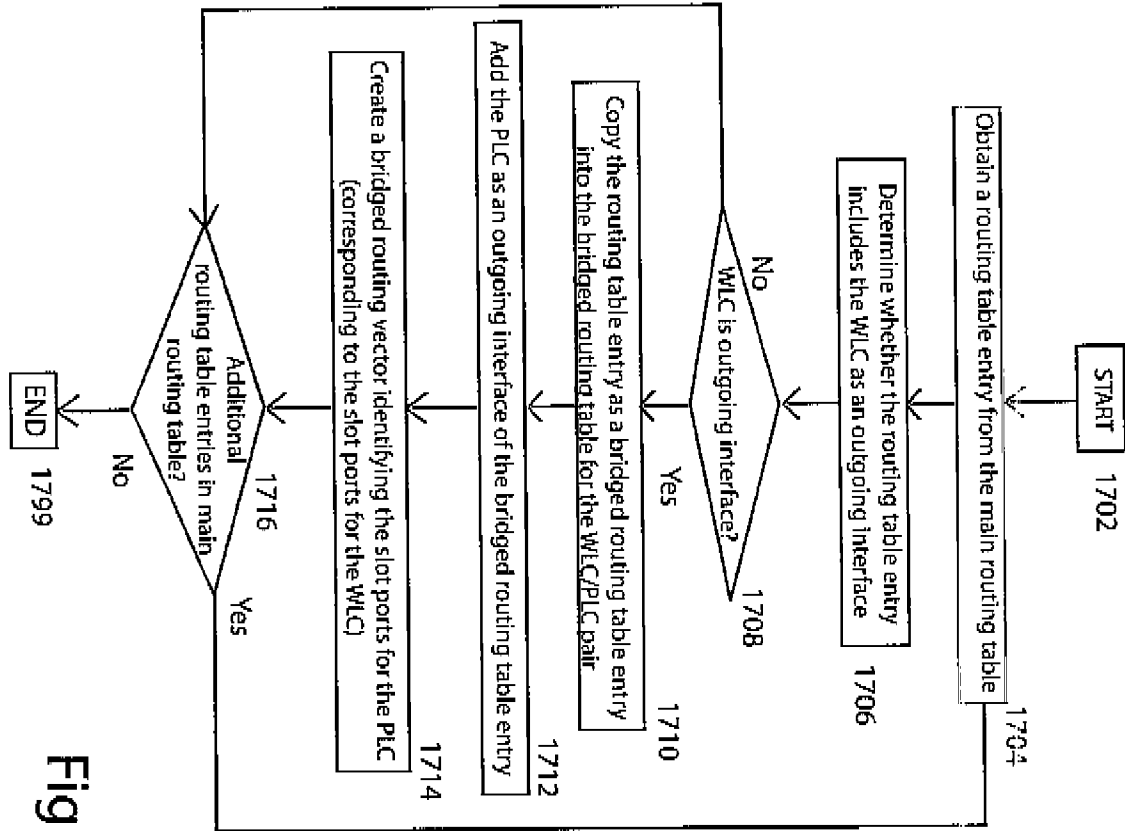 START
1702
Obtain a routing table entry from the main routing table
1704
Determine whether the routing table entry
includes the WLC as an outgoing interface
1706
WLC is outgoing interface?
1708
No
Yes
Copy the routing table entry as a bridged routing table entry
into the bridged routing table for the WLC/PLC pair
1710
Add the PLC as an outgoing interface of the bridged routing table entry
1712
Create a bridged routing vector identifying the slot ports for the PLC
(corresponding to the slot ports for the WLC)
1714
Additional
routing table entries in main
routing table?
1716
Yes
No
END
1799
Fig